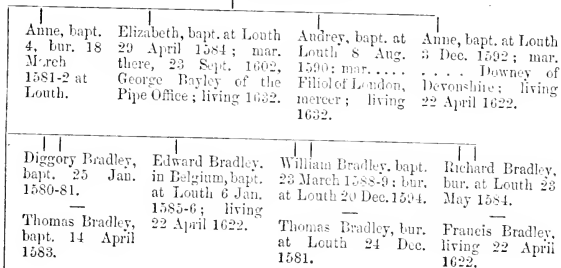 Anne, bapt.
4, bur. 18
March
1581-2 at
Louth.
Elizabeth, bapt. at Louth
29 April 1584; mar.
there, 23 Sept. 1602,
George Bayley of the
Pipe Office; living 1632.
Audrey, bapt. at
Louth 8 Aug.
1590; mar. . . . .
Filiol of London,
mercer; living
1632.
Anne, bapt. at Louth
3 Dec. 1592; mar.
. . . . Downey of
Devonshire; living
22 April 1622.
Diggory Bradley,
bapt. 25 Jan.
1580-81.
—
Thomas Bradley,
bapt. 14 April
1583.
Edward Bradley,
in Belgium, bapt.
at Louth 6 Jan.
1585-6; living
22 April 1622.
William Bradley, bapt.
23 March 1588-9; bur.
at Louth 20 Dec. 1594.
—
Thomas Bradley, bur.
at Louth 24 Dec.
1581.
Richard Bradley,
bur. at Louth 23
May 1584.
—
Francis Bradley,
living 22 April
1622.